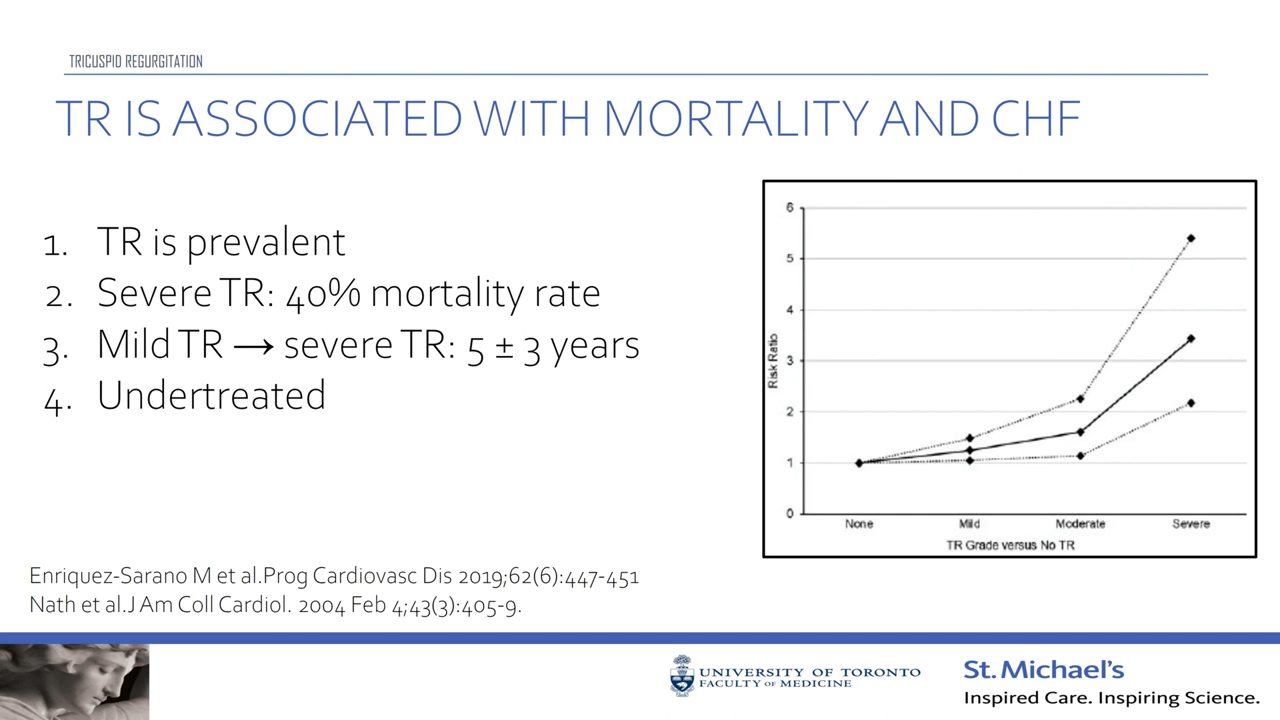 TRICUSPID REGURGITATION
TR IS ASSOCIATED WITH MORTALITY AND CHF
1. TR is prevalent
2. Severe TR: 40% mortality rate
3. Mild TR → severe TR: 5 ± 3 years
4. Undertreated
6
5
4
3
2
1
0
Risk Ratio
None Mild Moderate Severe
TR Grade versus No TR
Enriquez-Sarano M et al.Prog Cardiovasc Dis 2019;62(6):447-451
Nath et al.J Am Coll Cardiol. 2004 Feb 4;43(3):405-9.
UNIVERSITY OF TORONTO
FACULTY OF MEDICINE
St. Michael's
Inspired Care. Inspiring Science.